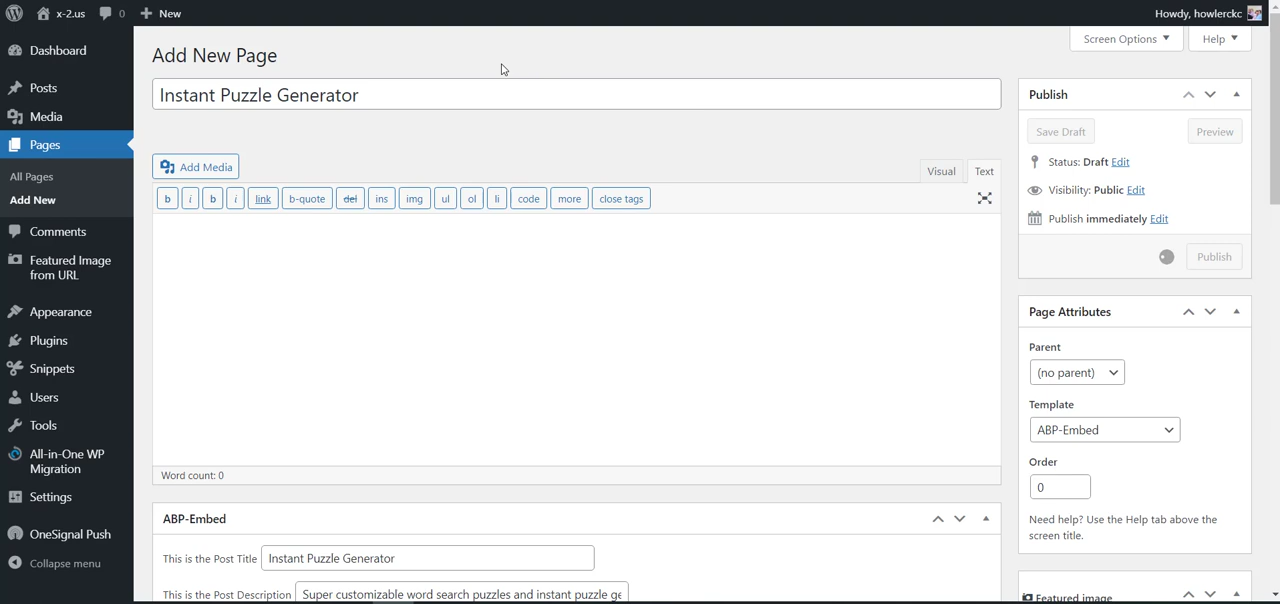 x-2.us 0 New Howdy, howlerckc
Dashboard
Posts
Media
Pages
All Pages
Add New
Comments
Featured Image
from URL
Appearance
Plugins
Snippets
Users
Tools
All-in-One WP
Migration
Settings
OneSignal Push
Collapse menu
Screen Options Help
Add New Page
Instant Puzzle Generator
Add Media
Visual Text
b i b i link b-quote del ins img ul ol li code more close tags
Word count: 0
ABP-Embed
This is the Post Title Instant Puzzle Generator
This is the Post Description Super customizable word search puzzles and instant puzzle ge
Publish
Save Draft Preview
Status: Draft Edit
Visibility: Public Edit
Publish immediately Edit
Publish
Page Attributes
Parent
(no parent)
Template
ABP-Embed
Order
0
Need help? Use the Help tab above the
screen title.
Featured image